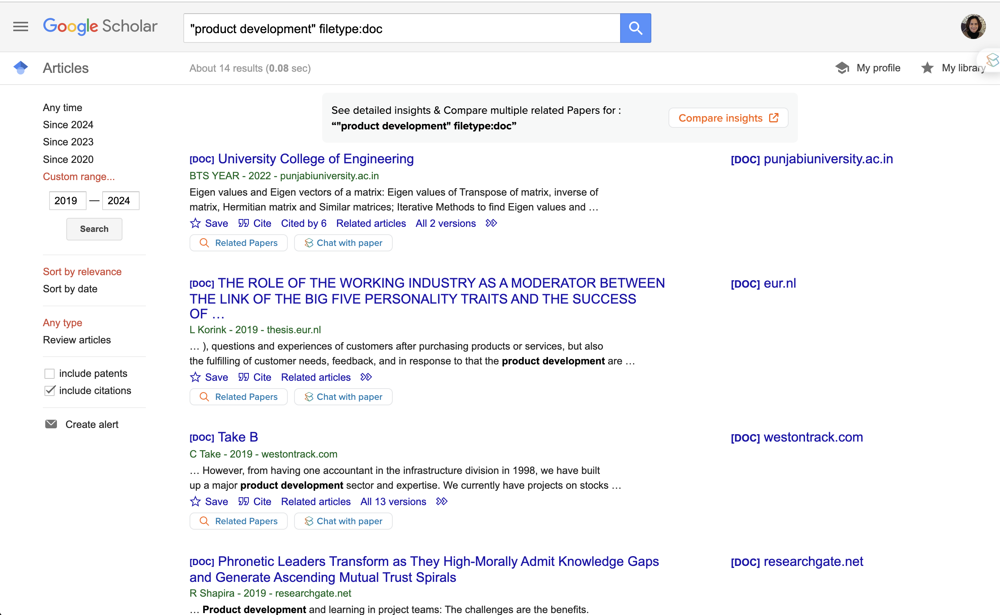 Google Scholar
"product development" filetype:doc
Articles
About 14 results (0.08 sec)
My profile
My library
Any time
Since 2024
Since 2023
Since 2020
Custom range...
2019 — 2024
Search
Sort by relevance
Sort by date
Any type
Review articles
include patents
include citations
Create alert
See detailed insights & Compare multiple related Papers for :
“"product development" filetype:doc”
Compare insights
[DOC] University College of Engineering
[DOC] punjabiuniversity.ac.in
BTS YEAR - 2022 - punjabiuniversity.ac.in
Eigen values and Eigen vectors of a matrix: Eigen values of Transpose of matrix, inverse of
matrix, Hermitian matrix and Similar matrices; Iterative Methods to find Eigen values and …
Save Cite Cited by 6 Related articles All 2 versions
Related Papers Chat with paper
[DOC] THE ROLE OF THE WORKING INDUSTRY AS A MODERATOR BETWEEN
THE LINK OF THE BIG FIVE PERSONALITY TRAITS AND THE SUCCESS
OF …
[DOC] eur.nl
L Korink - 2019 - thesis.eur.nl
… ), questions and experiences of customers after purchasing products or services, but also
the fulfilling of customer needs, feedback, and in response to that the product development are …
Save Cite Related articles
Related Papers Chat with paper
[DOC] Take B
[DOC] westontrack.com
C Take - 2019 - westontrack.com
… However, from having one accountant in the infrastructure division in 1998, we have built
up a major product development sector and expertise. We currently have projects on stocks …
Save Cite Related articles All 13 versions
Related Papers Chat with paper
[DOC] Phronetic Leaders Transform as They High-Morally Admit Knowledge Gaps
and Generate Ascending Mutual Trust Spirals
[DOC] researchgate.net
R Shapira - 2019 - researchgate.net
… Product development and learning in project teams: The challenges are the benefits.